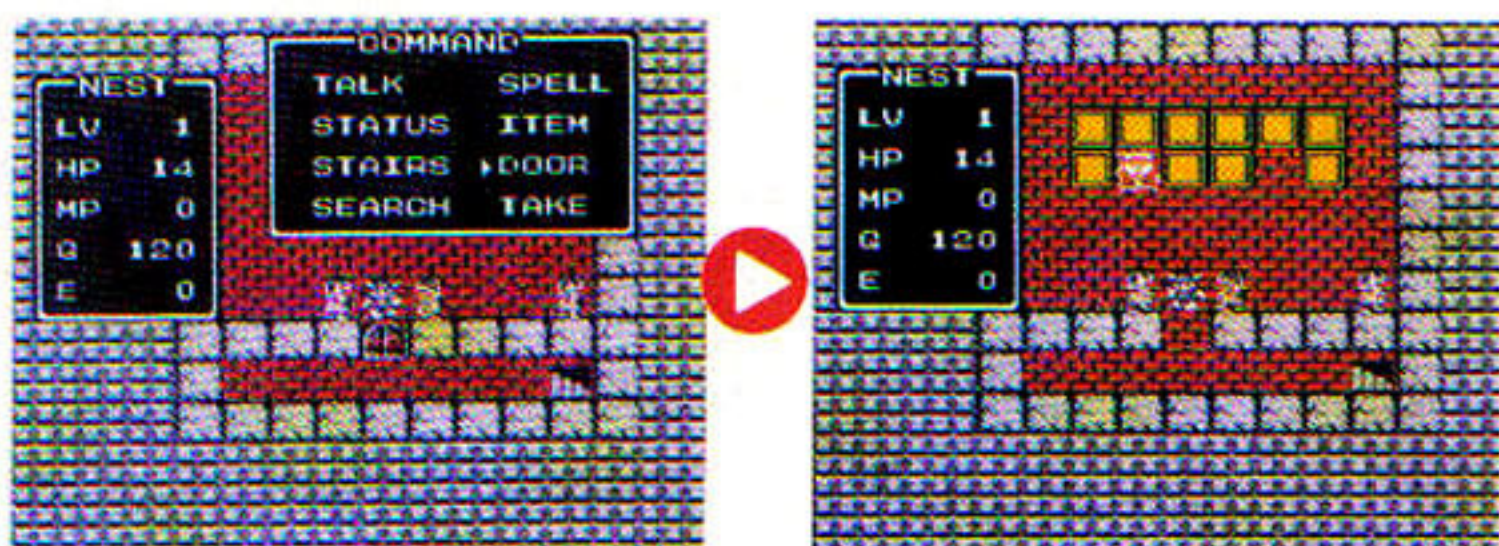 COMMAND
TALK SPELL
STATUS ITEM
STAIRS DOOR
SEARCH TAKE
NEST
LV 1
HP 14
MP 0
G 120
E 0
NEST
LV 1
HP 14
MP 0
G 120
E 0